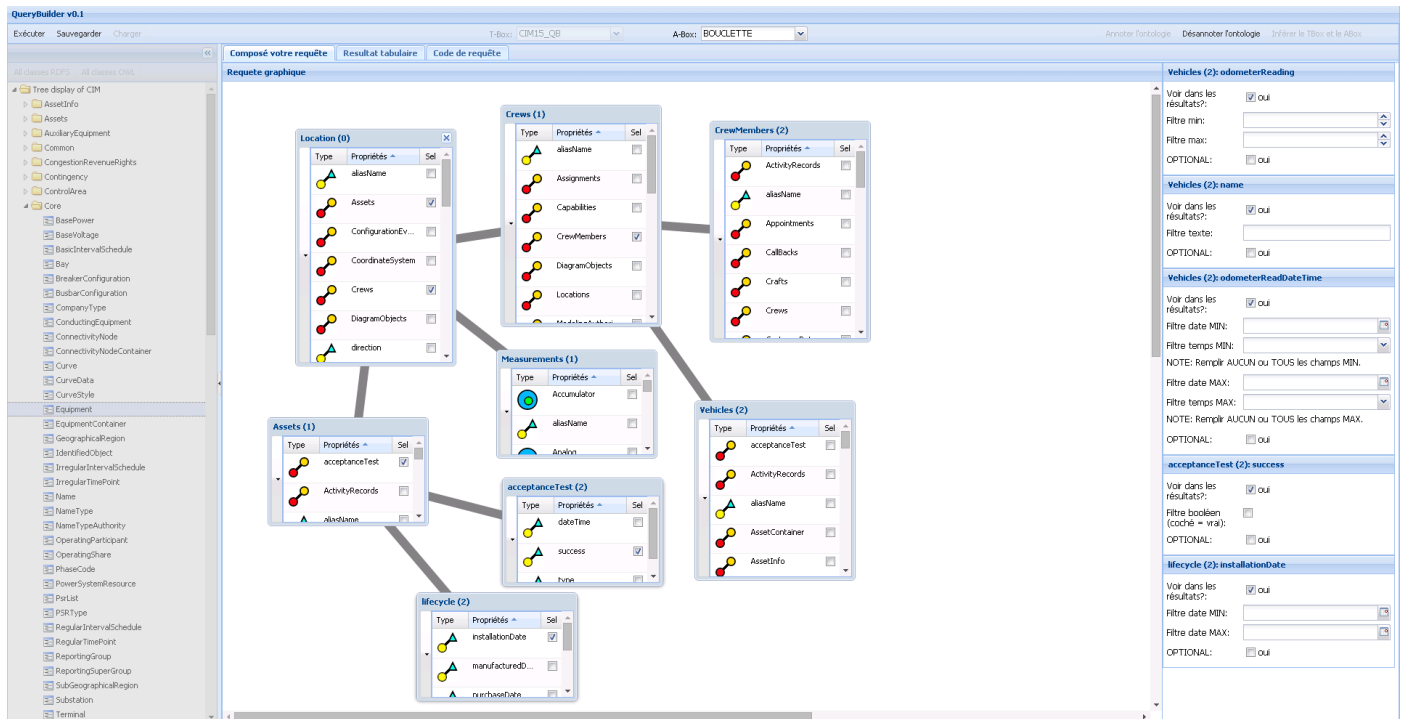 QueryBuilder v0.1
Exécuter Sauvegarder Charger
T-Box: CIM15_QB
A-Box: BOUCLETTE
Annoter l'ontologie Désannoter l'ontologie Inférer le TBox et le ABox
All classes RDFS All classes OWL
Tree display of CIM
AssetInfo
Assets
AuxiliaryEquipment
Common
CongestionRevenueRights
Contingency
ControlArea
Core
BasePower
BaseVoltage
BasicIntervalSchedule
Bay
BreakerConfiguration
BusbarConfiguration
CompanyType
ConductingEquipment
ConnectivityNode
ConnectivityNodeContainer
Curve
CurveData
CurveStyle
Equipment
EquipmentContainer
GeographicalRegion
IdentifiedObject
IrregularIntervalSchedule
IrregularTimePoint
Name
NameType
NameTypeAuthority
OperatingParticipant
OperatingShare
PhaseCode
PowerSystemResource
PsrList
PSRType
RegularIntervalSchedule
RegularTimePoint
ReportingGroup
ReportingSuperGroup
SubGeographicalRegion
Substation
Terminal
Composé votre requête Resultat tabulaire Code de requête
Requete graphique
Location (0)
Type Propriétés Sel
aliasName
Assets
ConfigurationEv...
CoordinateSystem
Crews
DiagramObjects
direction
Crews (1)
Type Propriétés Sel
aliasName
Assignments
Capabilities
CrewMembers
DiagramObjects
Locations
CrewMembers (2)
Type Propriétés Sel
ActivityRecords
aliasName
Appointments
CallBacks
Crafts
Crews
Measurements (1)
Type Propriétés Sel
Accumulator
aliasName
Analog
Assets (1)
Type Propriétés Sel
acceptanceTest
ActivityRecords
aliasName
acceptanceTest (2)
Type Propriétés Sel
dateTime
success
type
Vehicles (2)
Type Propriétés Sel
acceptanceTest
ActivityRecords
aliasName
AssetContainer
AssetInfo
lifecycle (2)
Type Propriétés Sel
installationDate
manufacturedD...
purchaseDate
Vehicles (2): odometerReading
Voir dans les
résultats?: oui
Filtre min:
Filtre max:
OPTIONAL: oui
Vehicles (2): name
Voir dans les
résultats?: oui
Filtre texte:
OPTIONAL: oui
Vehicles (2): odometerReadDateTime
Voir dans les
résultats?: oui
Filtre date MIN:
Filtre temps MIN:
NOTE: Remplir AUCUN ou TOUS les champs MIN.
Filtre date MAX:
Filtre temps MAX:
NOTE: Remplir AUCUN ou TOUS les champs MAX.
OPTIONAL: oui
acceptanceTest (2): success
Voir dans les
résultats?: oui
Filtre booléen
(coché = vrai):
OPTIONAL: oui
lifecycle (2): installationDate
Voir dans les
résultats?: oui
Filtre date MIN:
Filtre date MAX:
OPTIONAL: oui